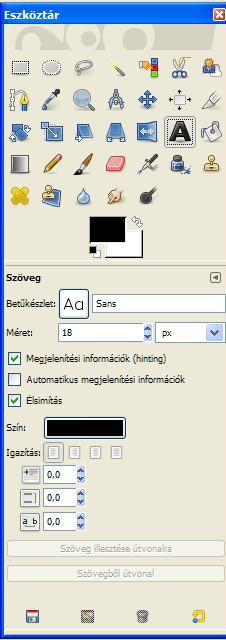 Eszköztár
Szöveg
Betűkészlet: Aa Sans
Méret: 18 px
Megjelenítési információk (hinting)
Automatikus megjelenítési információk
Élsimítás
Szín:
Igazítás:
0,0
0,0
a_b 0,0
Szöveg illesztése útvonalra
Szövegből útvonal